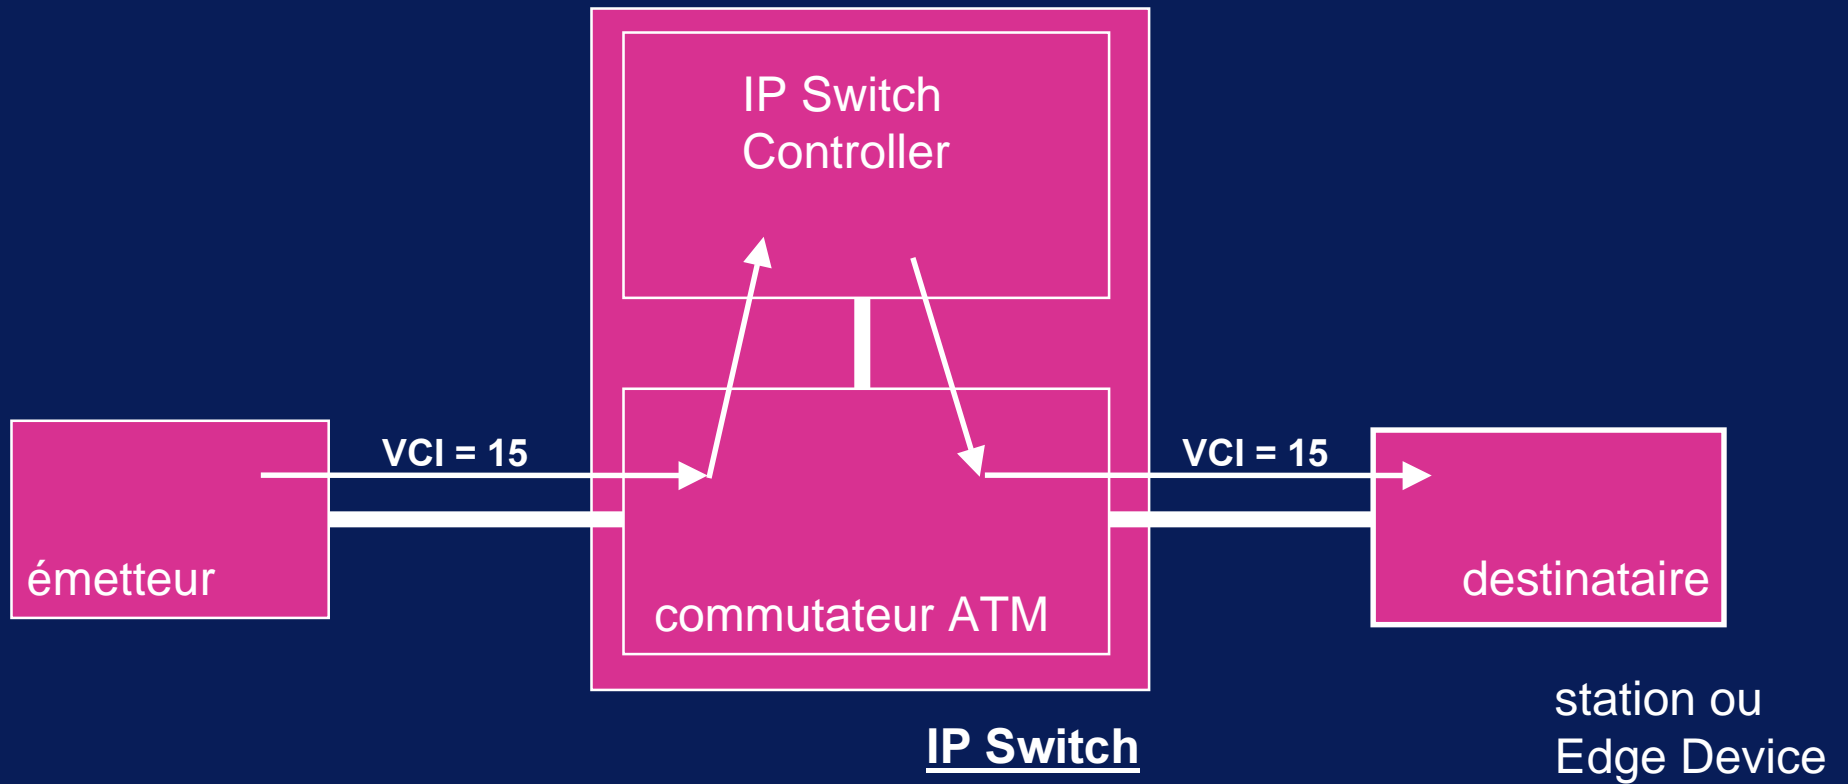 IP Switch
Controller
VCI = 15
VCI = 15
émetteur
commutateur ATM
destinataire
station ou
Edge Device
IP Switch